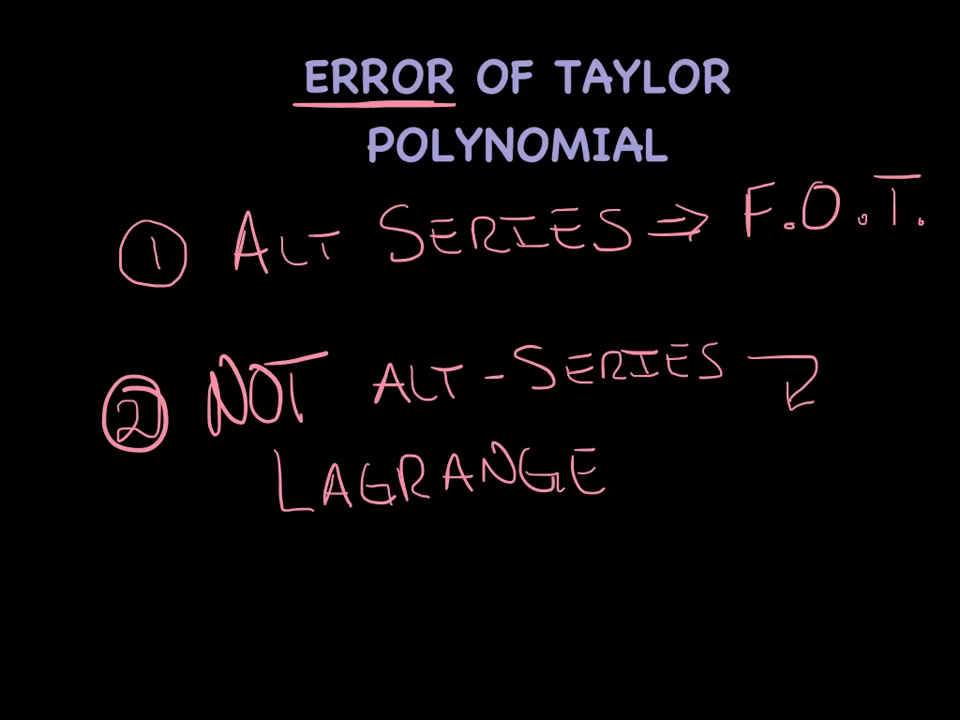 ERROR OF TAYLOR
POLYNOMIAL
① ALT SERIES ⇒ F.O.T.
② NOT ALT-SERIES
LAGRANGE